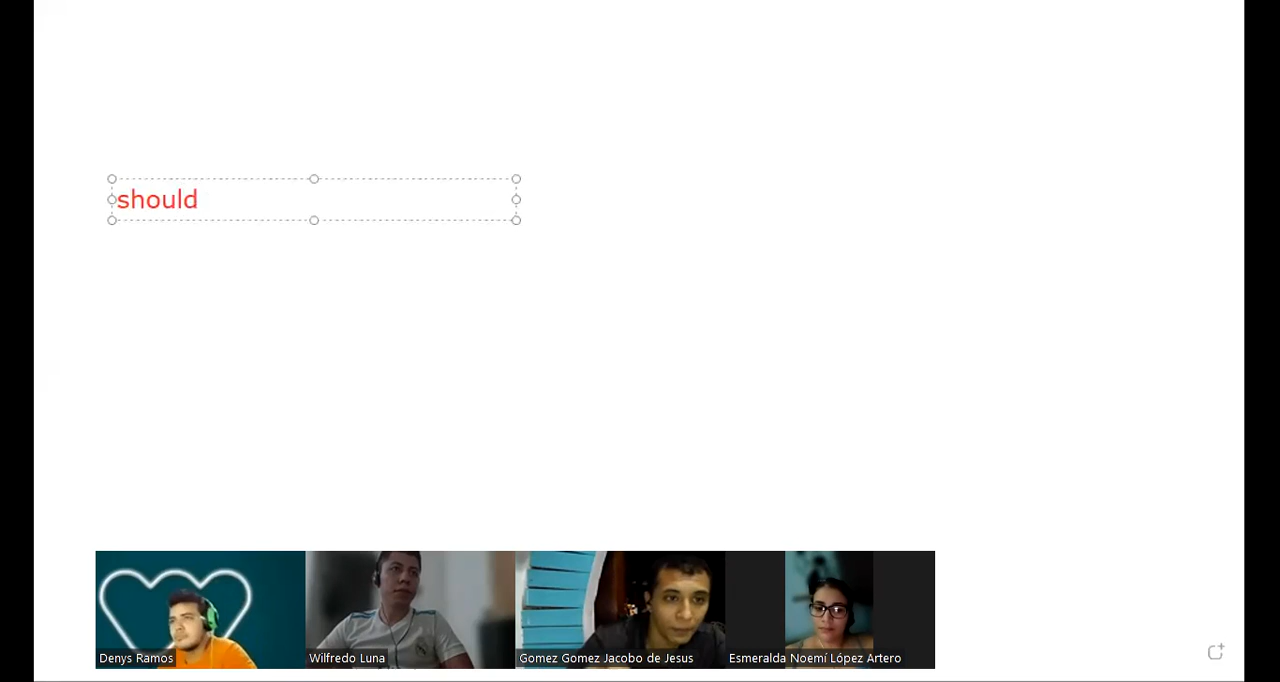 should
Denys Ramos
Wilfredo Luna
Gomez Gomez Jacobo de Jesus
Esmeralda Noemí López Artero